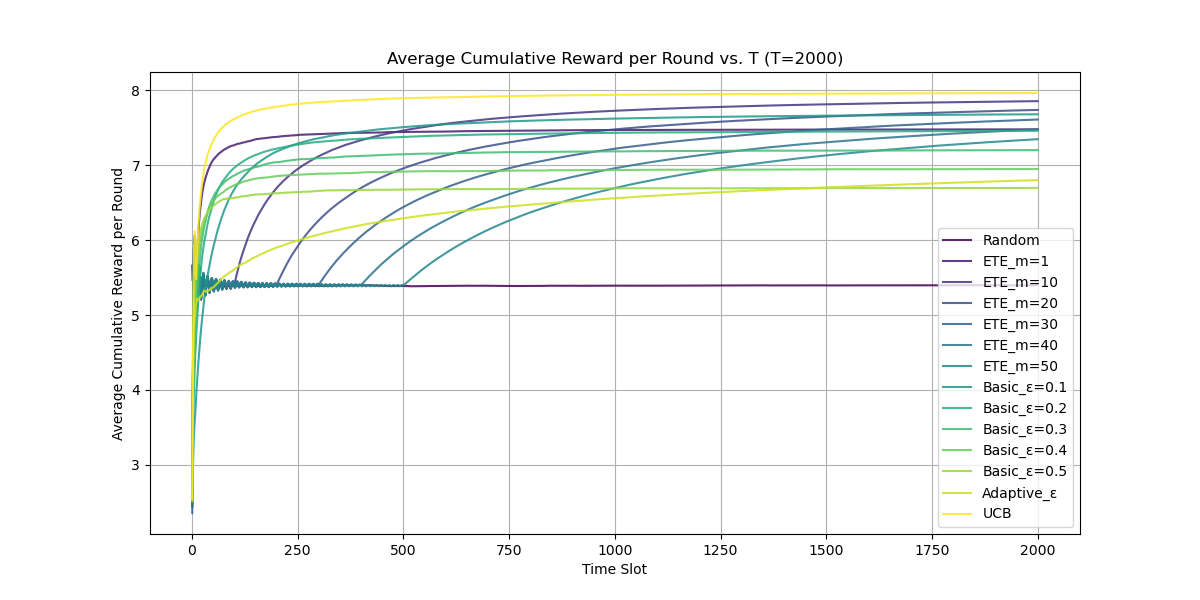 Average Cumulative Reward per Round vs. T (T=2000)
Average Cumulative Reward per Round
8
7
6
5
4
3
0
250
500
750
1000
1250
1500
1750
2000
Time Slot
Random
ETE_m=1
ETE_m=10
ETE_m=20
ETE_m=30
ETE_m=40
ETE_m=50
Basic_ε=0.1
Basic_ε=0.2
Basic_ε=0.3
Basic_ε=0.4
Basic_ε=0.5
Adaptive_ε
UCB